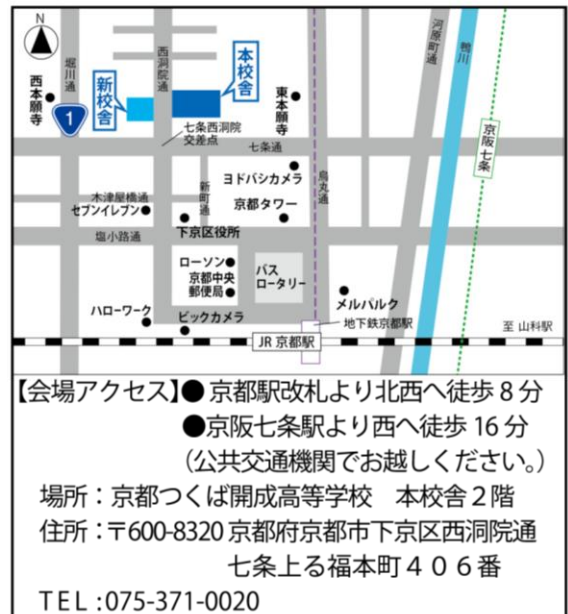 N
堀川通
西洞院通
河原町通
鴨川
西本願寺
1
新校舎
本校舎
東本願寺
七条西洞院
交差点
七条通
京阪七条
ヨドバシカメラ
烏丸通
木津屋橋通
新町通
セブンイレブン
京都タワー
下京区役所
塩小路通
ローソン
京都中央
郵便局
バス
ロータリー
メルパルク
ハローワーク
ビックカメラ
地下鉄京都駅
至 山科駅
JR 京都駅
【会場アクセス】● 京都駅改札より北西へ徒歩 8 分
●京阪七条駅より西へ徒歩 16 分
（公共交通機関でお越しください。）
場所：京都つくば開成高等学校　本校舎２階
住所：〒600-8320 京都府京都市下京区西洞院通
七条上る福本町４０６番
TEL :075-371-0020